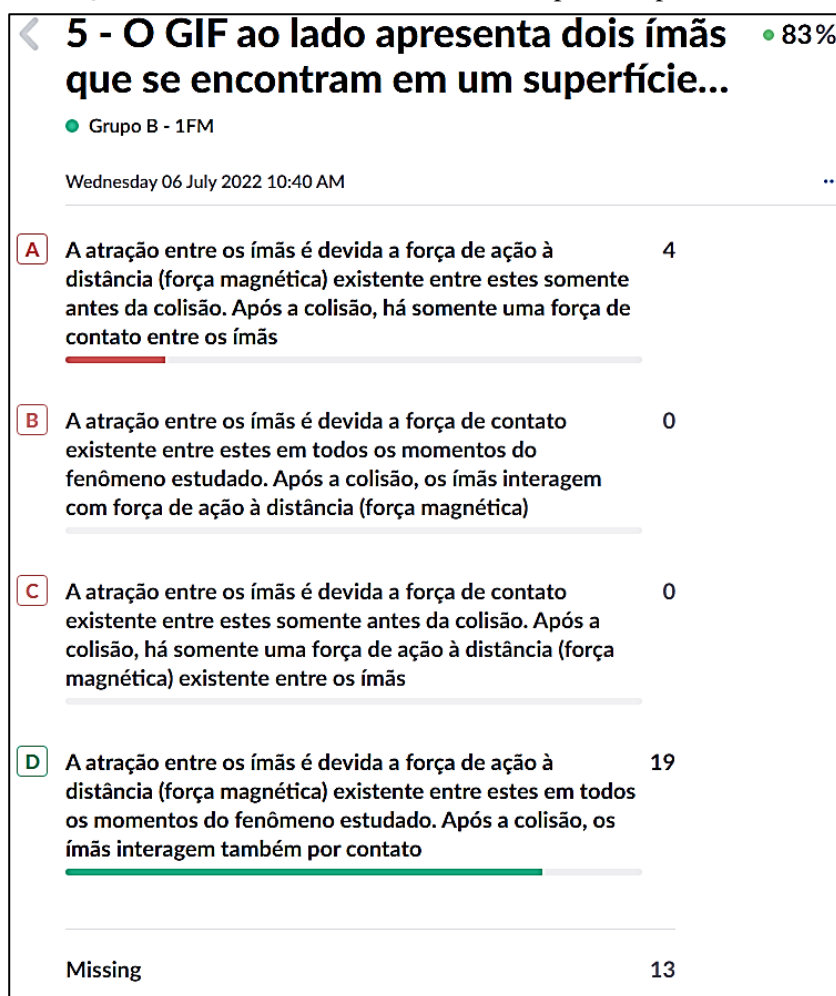 5 - O GIF ao lado apresenta dois ímãs
83%
que se encontram em um superfície...
Grupo B - 1FM
Wednesday 06 July 2022 10:40 AM
A
A atração entre os ímãs é devida a força de ação à
4
distância (força magnética) existente entre estes somente
antes da colisão. Após a colisão, há somente uma força de
contato entre os ímãs
B
A atração entre os ímãs é devida a força de contato
0
existente entre estes em todos os momentos do
fenômeno estudado. Após a colisão, os ímãs interagem
com força de ação à distância (força magnética)
C
A atração entre os ímãs é devida a força de contato
0
existente entre estes somente antes da colisão. Após a
colisão, há somente uma força de ação à distância (força
magnética) existente entre os ímãs
D
A atração entre os ímãs é devida a força de ação à
19
distância (força magnética) existente entre estes em todos
os momentos do fenômeno estudado. Após a colisão, os
ímãs interagem também por contato
Missing
13